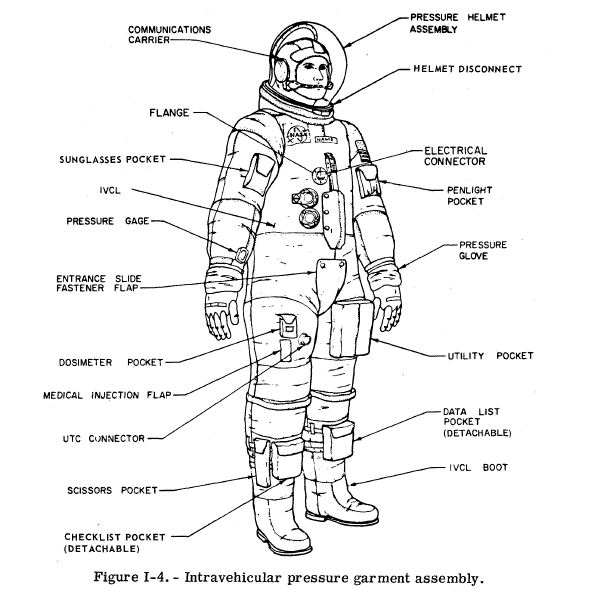 COMMUNICATIONS
CARRIER
PRESSURE HELMET
ASSEMBLY
HELMET DISCONNECT
FLANGE
NASA
NAME
ELECTRICAL
CONNECTOR
SUNGLASSES POCKET
PENLIGHT
POCKET
IVCL
PRESSURE GAGE
PRESSURE
GLOVE
ENTRANCE SLIDE
FASTENER FLAP
DOSIMETER POCKET
UTILITY POCKET
MEDICAL INJECTION FLAP
DATA LIST
POCKET
(DETACHABLE)
UTC CONNECTOR
IVCL BOOT
SCISSORS POCKET
CHECKLIST POCKET
(DETACHABLE)
Figure I-4. - Intravehicular pressure garment assembly.